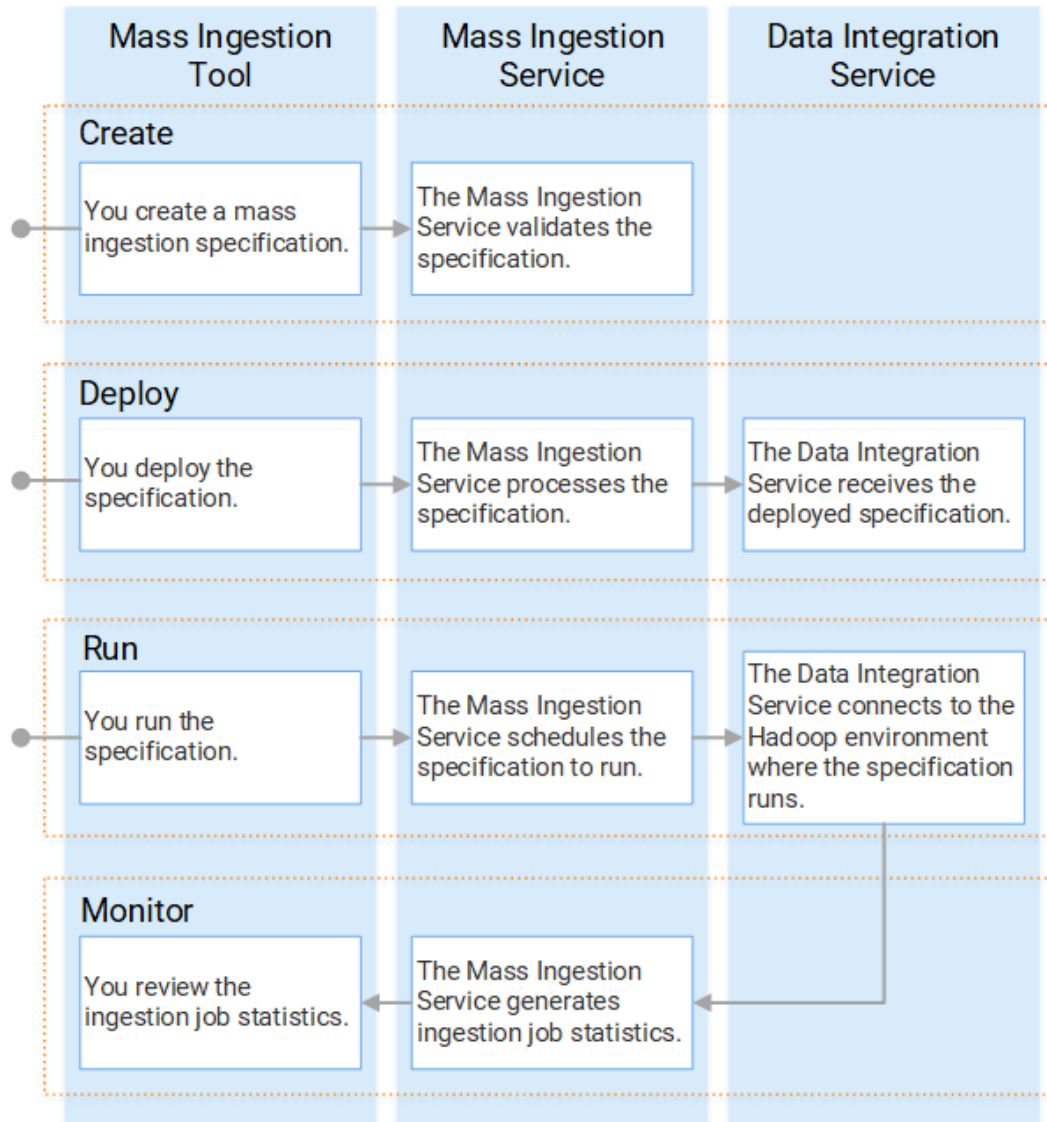 Mass Ingestion
Tool
Mass Ingestion
Service
Data Integration
Service
Create
You create a mass
ingestion specification.
The Mass Ingestion
Service validates the
specification.
Deploy
You deploy the
specification.
The Mass Ingestion
Service processes the
specification.
The Data Integration
Service receives the
deployed specification.
Run
You run the
specification.
The Mass Ingestion
Service schedules the
specification to run.
The Data Integration
Service connects to the
Hadoop environment
where the specification
runs.
Monitor
You review the
ingestion job statistics.
The Mass Ingestion
Service generates
ingestion job statistics.